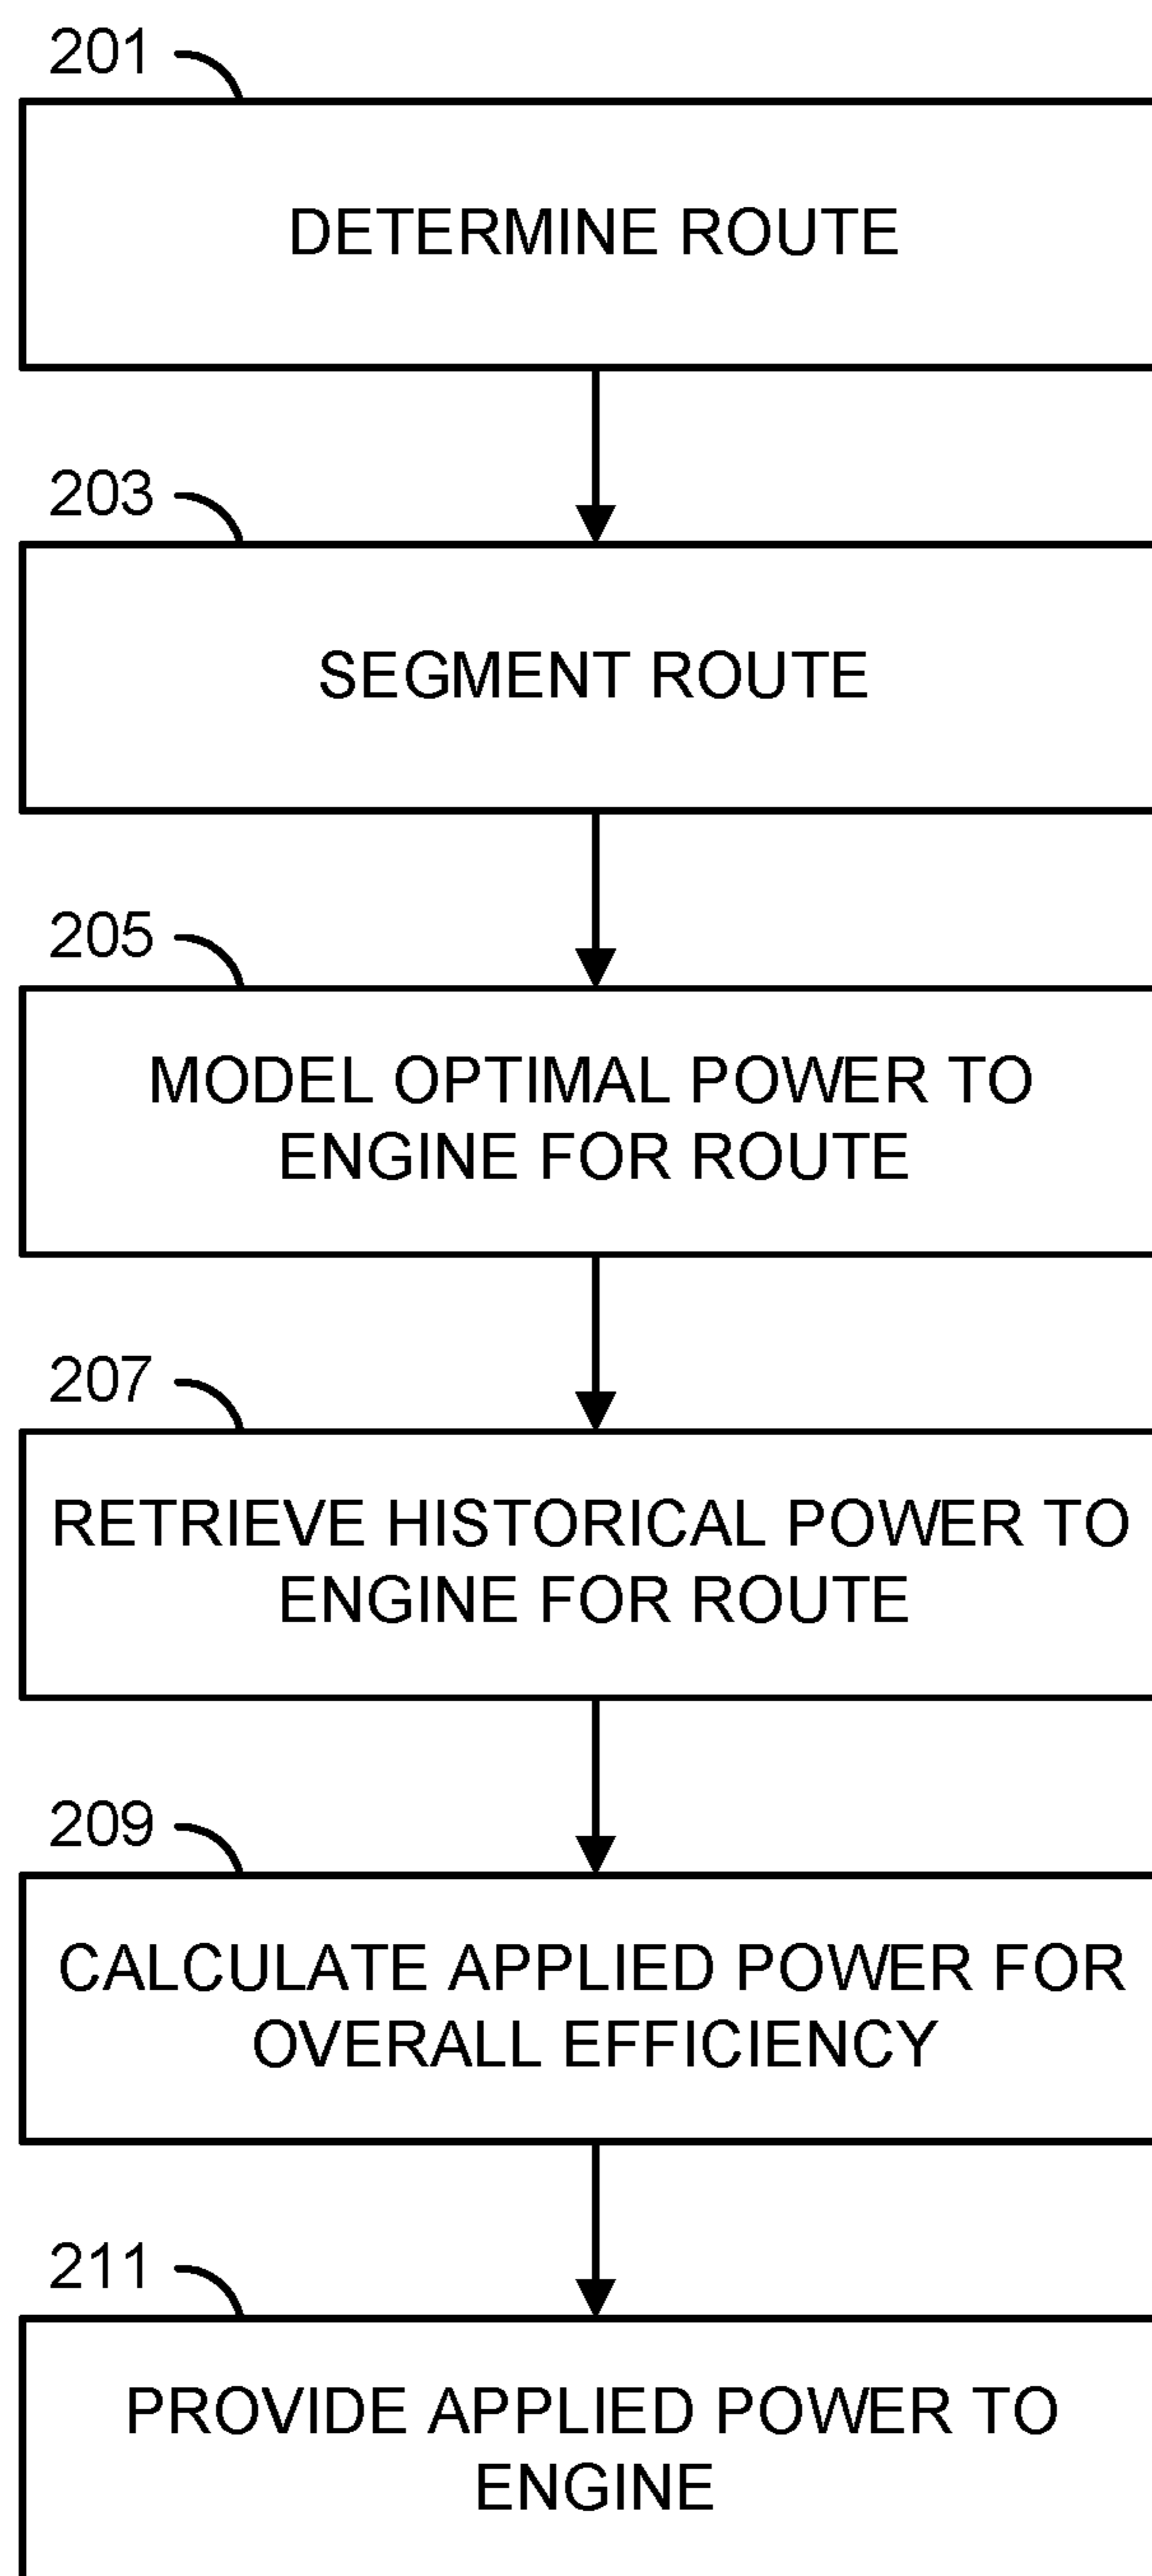 201
DETERMINE ROUTE
203
SEGMENT ROUTE
205
MODEL OPTIMAL POWER TO
ENGINE FOR ROUTE
207
RETRIEVE HISTORICAL POWER TO
ENGINE FOR ROUTE
209
CALCULATE APPLIED POWER FOR
OVERALL EFFICIENCY
211
PROVIDE APPLIED POWER TO
ENGINE